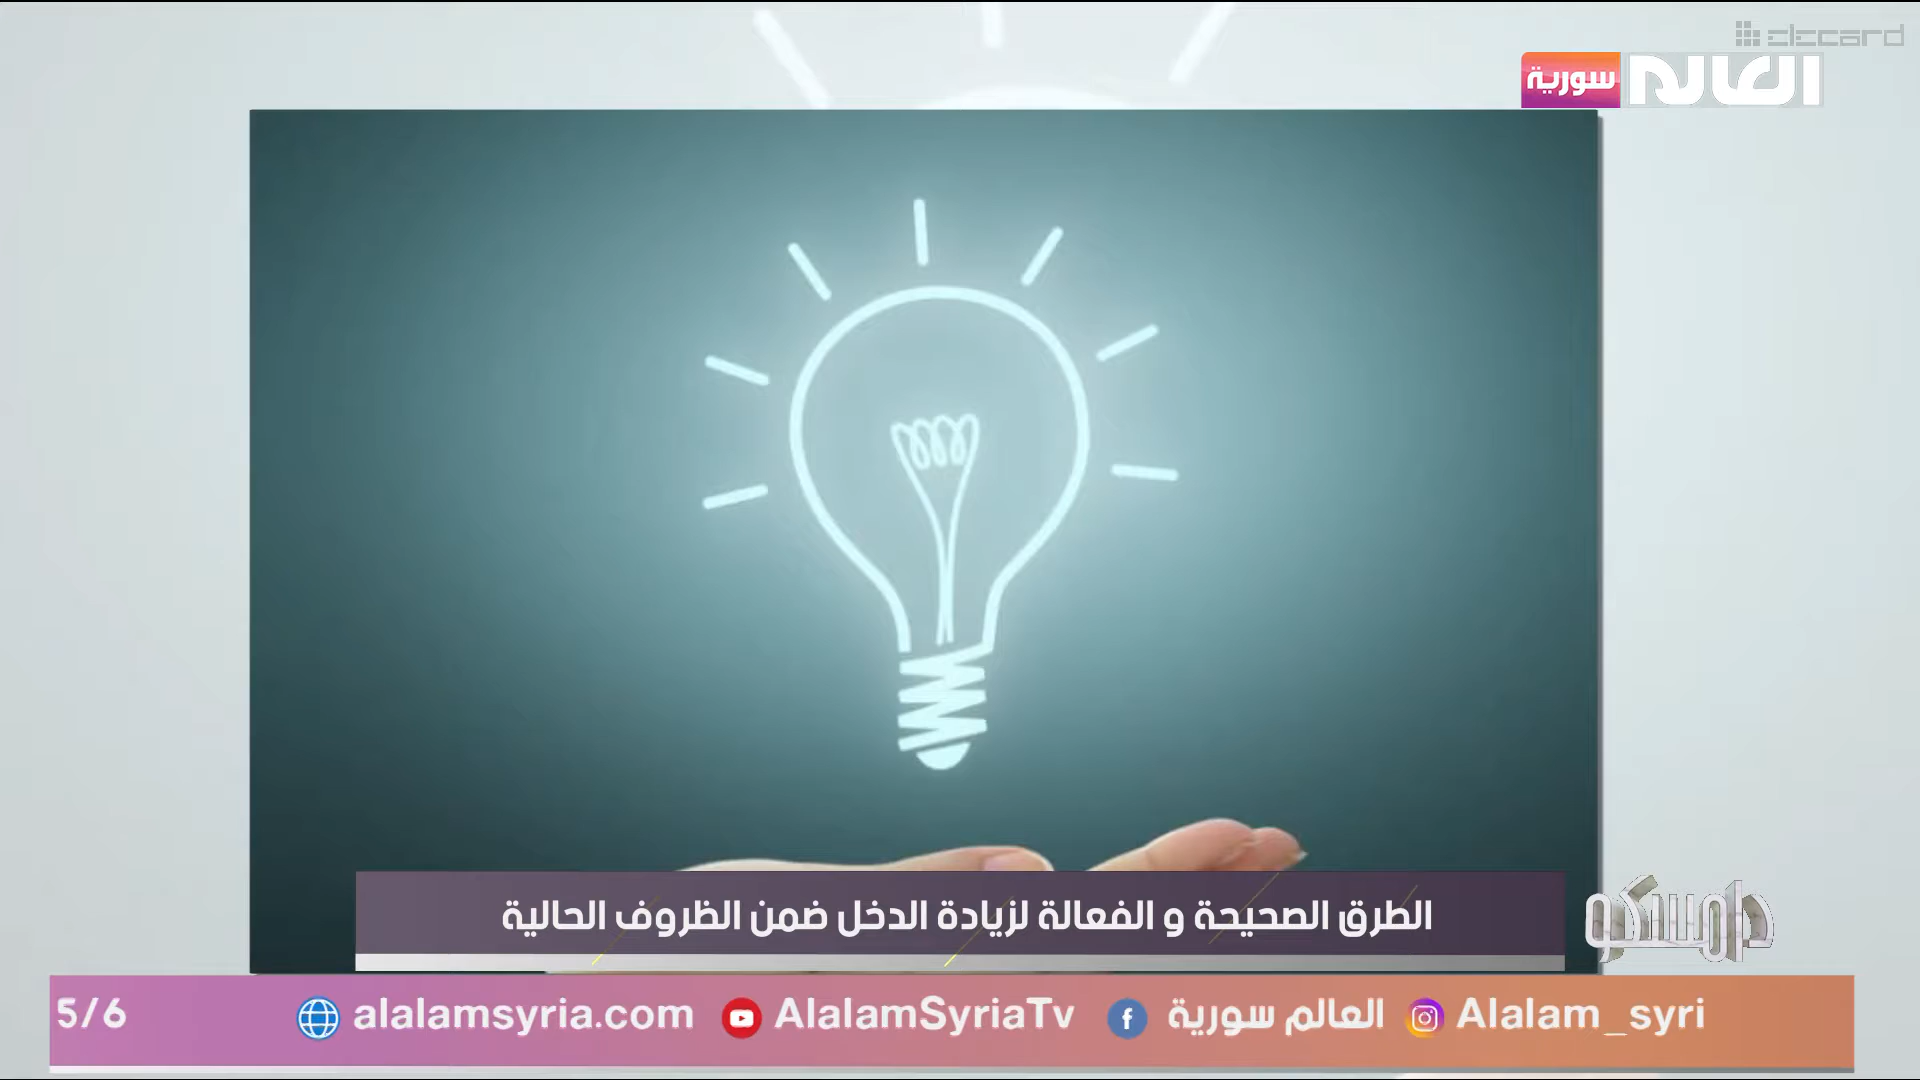 elecard
العالم سورية
الطرق الصحيحة و الفعالة لزيادة الدخل ضمن الظروف الحالية
دامسكو
5/6 alalamsyria.com AlalamSyriaTv العالم سورية Alalam_syri